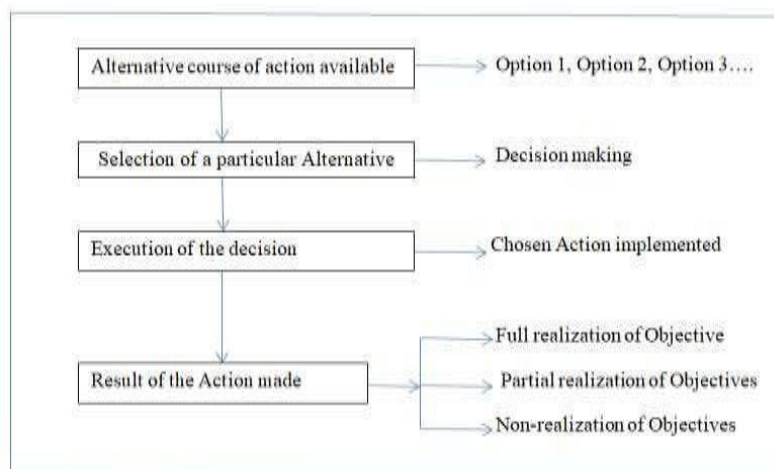 Alternative course of action available
Option 1, Option 2, Option 3....
Selection of a particular Alternative
Decision making
Execution of the decision
Chosen Action implemented
Full realization of Objective
Result of the Action made
Partial realization of Objectives
Non-realization of Objectives